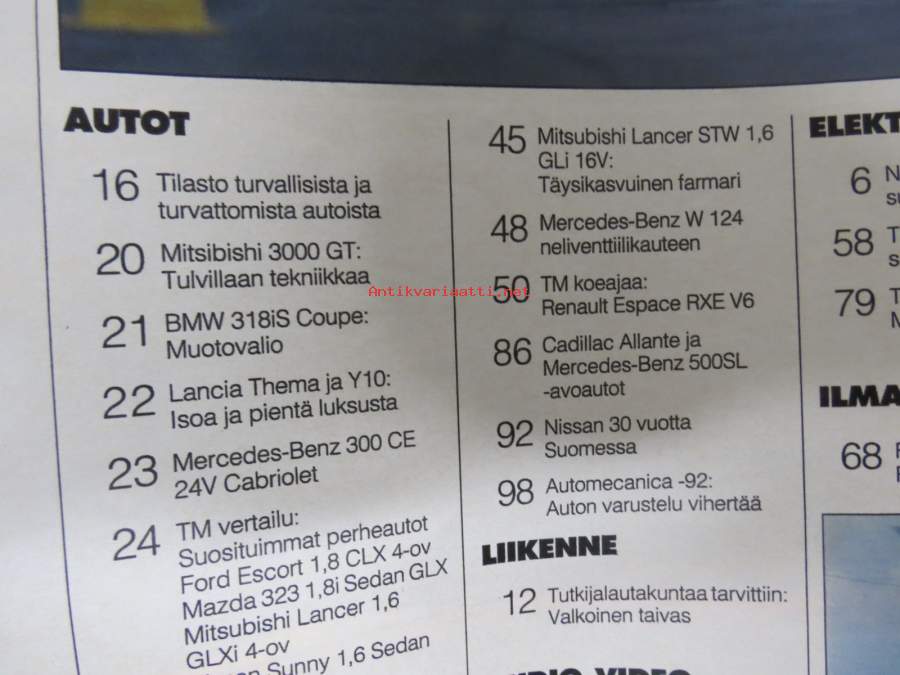 AUTOT
16 Tilasto turvallisista ja
turvattomista autoista
20 Mitsibishi 3000 GT:
Tulvillaan tekniikkaa
21 BMW 318iS Coupe:
Muotovalio
22 Lancia Thema ja Y10:
Isoa ja pientä luksusta
23 Mercedes-Benz 300 CE
24V Cabriolet
24 TM vertailu:
Suosituimmat perheautot
Ford Escort 1,8 CLX 4-ov
Mazda 323 1,8i Sedan GLX
Mitsubishi Lancer 1,6
GLXi 4-ov
Sunny 1,6 Sedan
45 Mitsubishi Lancer STW 1,6
GLi 16V:
Täysikasvuinen farmari
48 Mercedes-Benz W 124
neliventtiilikauteen
50 TM koeajaa:
Renault Espace RXE V6
86 Cadillac Allante ja
Mercedes-Benz 500SL
-avoautot
92 Nissan 30 vuotta
Suomessa
98 Automecanica -92:
Auton varustelu vihertää
LIIKENNE
12 Tutkijalautakuntaa tarvittiin:
Valkoinen taivas
VIDEO
ELEKT
6 N
su
58 T
s
79 T
M
ILMA
68
Antikvariaatti.net